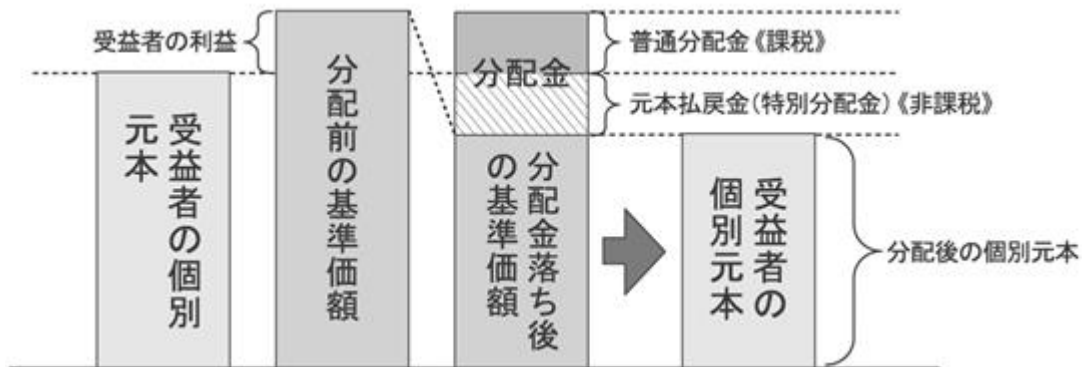 受益者の利益
受益者の個別
元本
分配前の基準価額
分配金
分配金落ち後
の基準価額
普通分配金《課税》
元本払戻金(特別分配金)《非課税》
受益者の
個別元本
分配後の個別元本